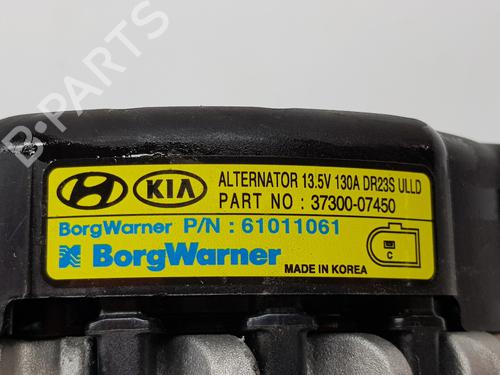 B-PARTS
KIA
ALTERNATOR 13.5V 130A DR23S ULLD
PART NO : 37300-07450
BorgWarner P/N : 61011061
BorgWarner
C
MADE IN KOREA